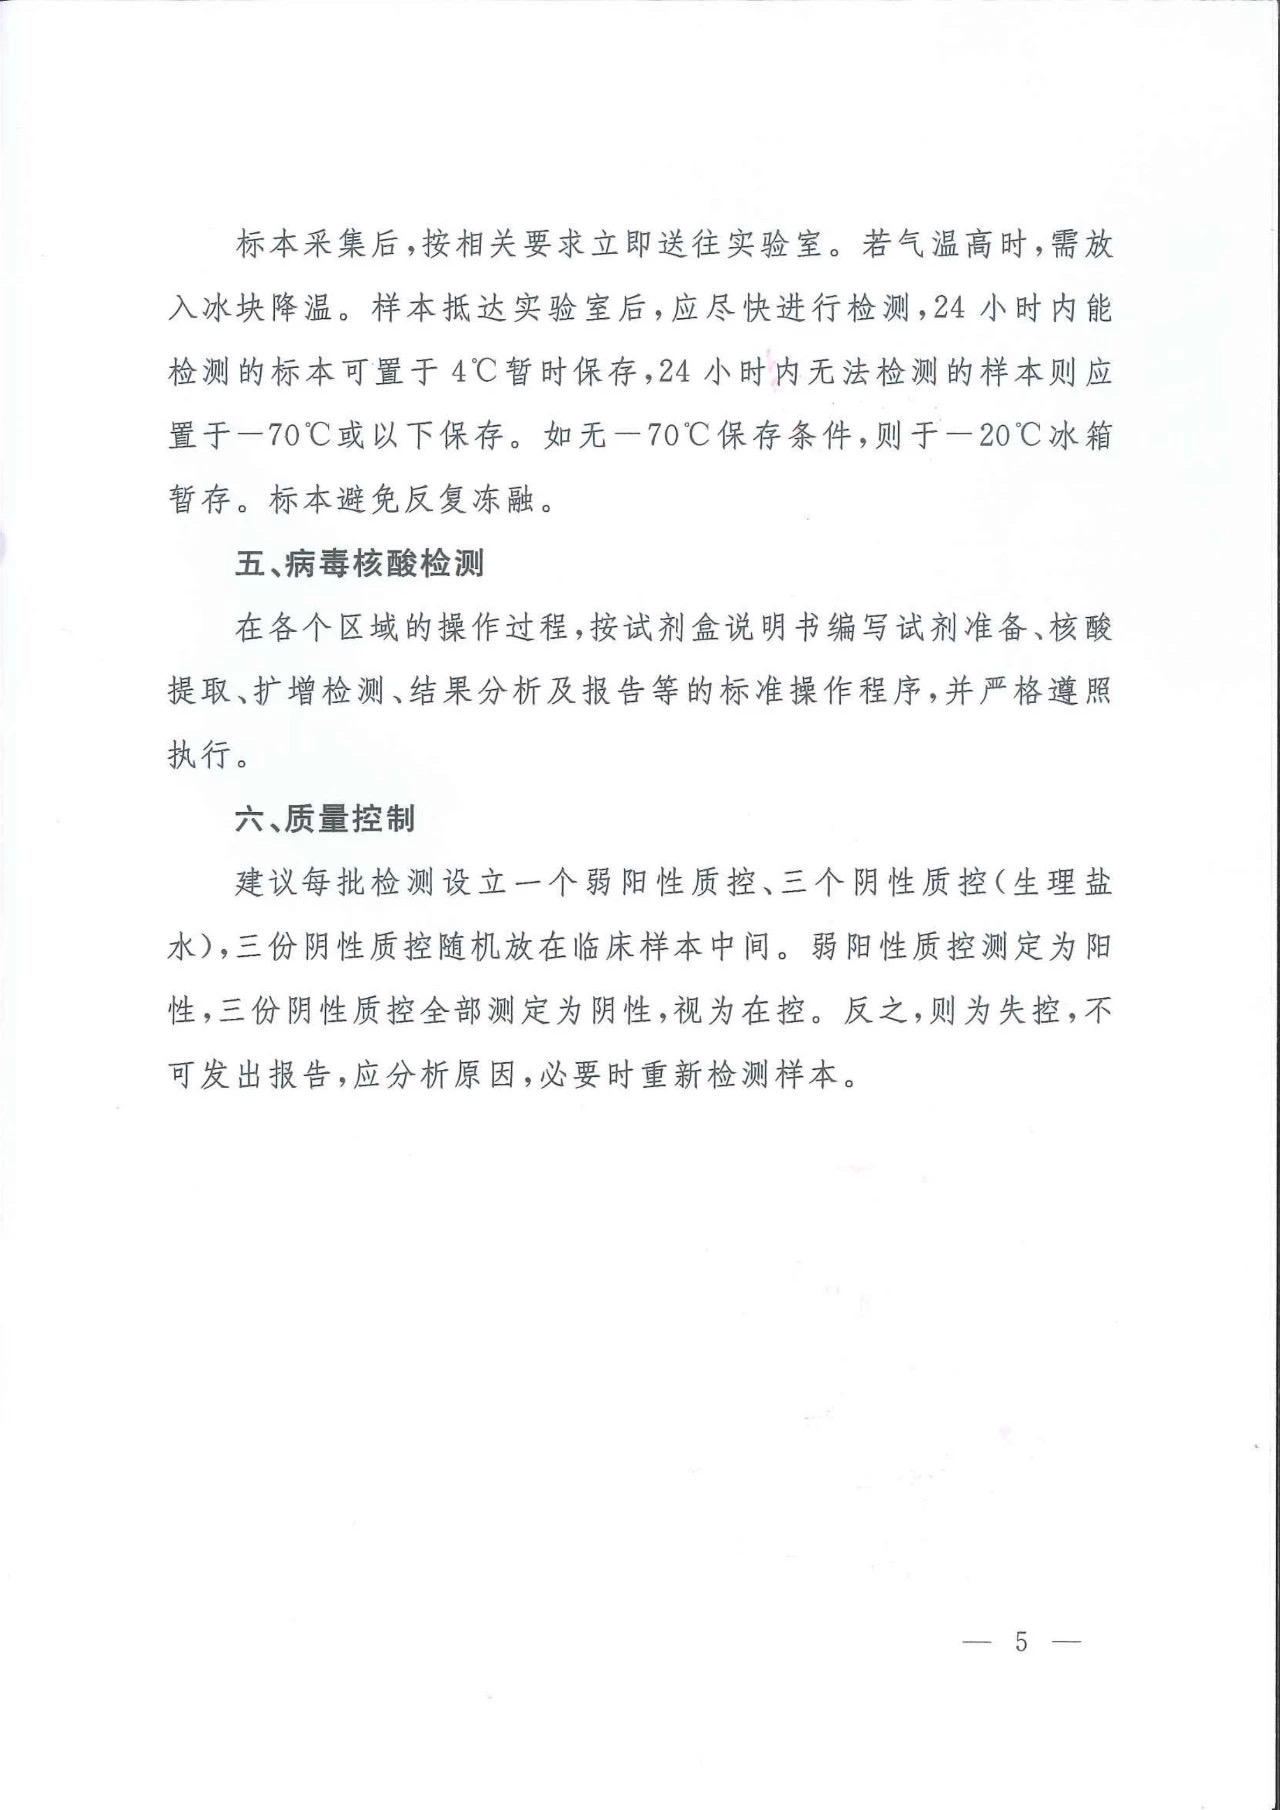 标本采集后,按相关要求立即送往实验室。若气温高时,需放
入冰块降温。样本抵达实验室后,应尽快进行检测,24 小时内能
检测的标本可置于 4℃暂时保存,24 小时内无法检测的样本则应
置于－70℃或以下保存。如无－70℃保存条件,则于－20℃冰箱
暂存。标本避免反复冻融。
五、病毒核酸检测
在各个区域的操作过程,按试剂盒说明书编写试剂准备、核酸
提取、扩增检测、结果分析及报告等的标准操作程序,并严格遵照
执行。
六、质量控制
建议每批检测设立一个弱阳性质控、三个阴性质控(生理盐
水),三份阴性质控随机放在临床样本中间。弱阳性质控测定为阳
性,三份阴性质控全部测定为阴性,视为在控。反之,则为失控,不
可发出报告,应分析原因,必要时重新检测样本。
— 5 —